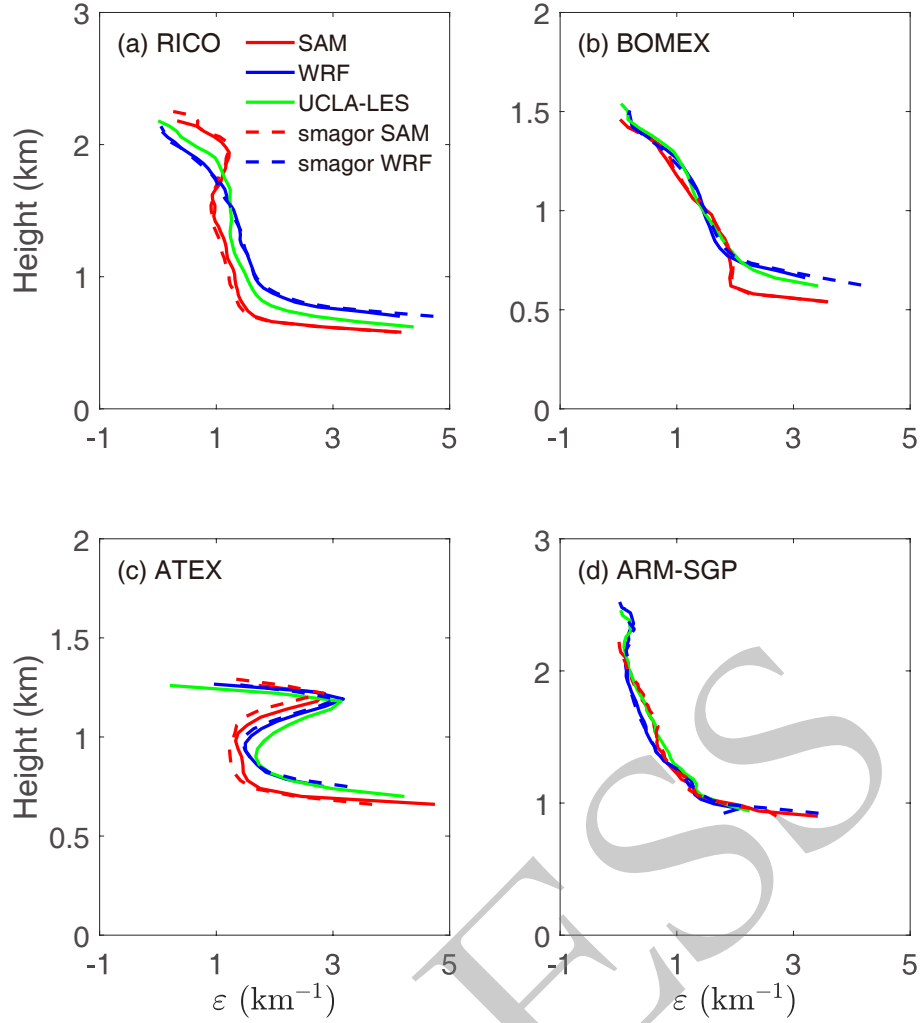 (a) RICO
SAM
WRF
UCLA-LES
smagor SAM
smagor WRF
Height (km)
3
2
1
0
-1
1
3
5
(b) BOMEX
2
1.5
1
0.5
0
-1
1
3
5
(c) ATEX
Height (km)
2
1.5
1
0.5
0
-1
1
3
5
ε (km⁻¹)
(d) ARM-SGP
3
2
1
0
-1
1
3
5
ε (km⁻¹)
ESS